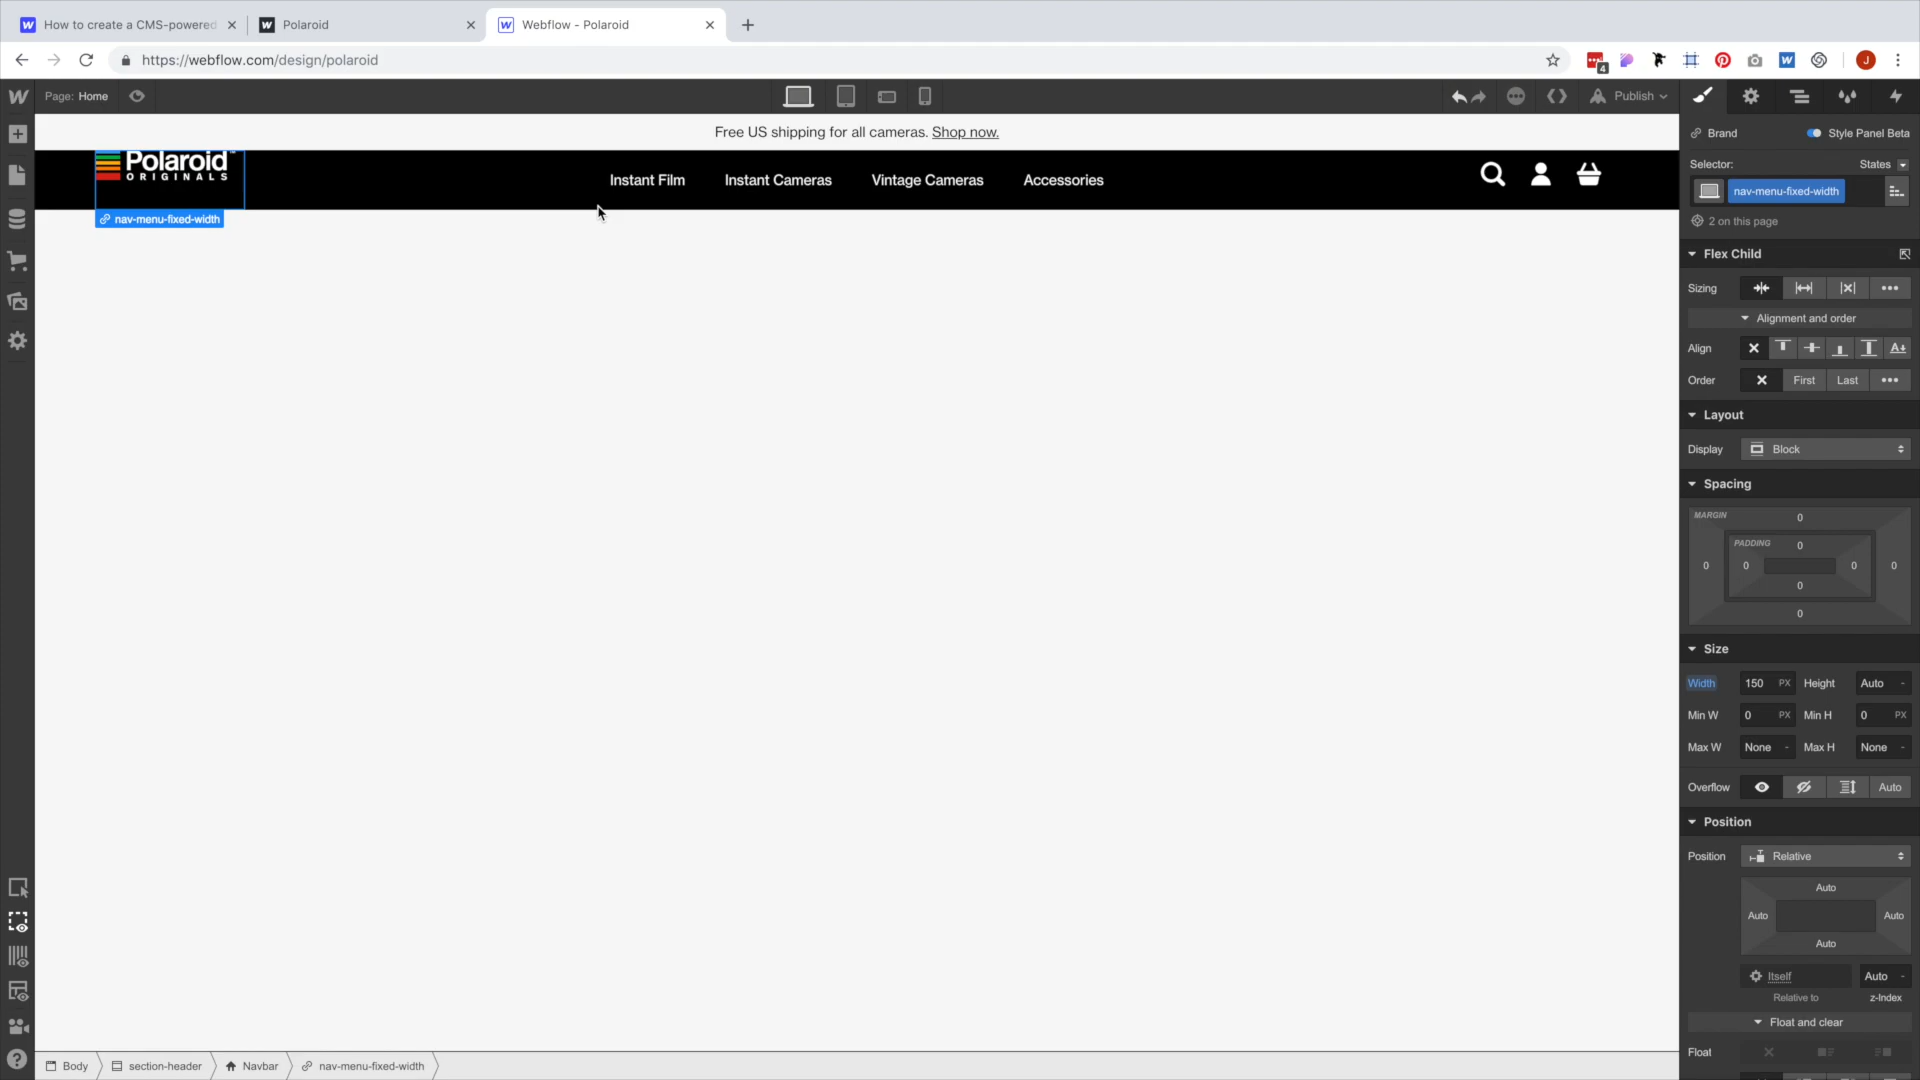 How to create a CMS-powered
Polaroid
Webflow - Polaroid
https://webflow.com/design/polaroid
4
J
Page: Home
Publish
Free US shipping for all cameras. Shop now.
Polaroid
ORIGINALS
Instant Film
Instant Cameras
Vintage Cameras
Accessories
nav-menu-fixed-width
Brand
Style Panel Beta
Selector:
States
nav-menu-fixed-width
2 on this page
Flex Child
Sizing
Alignment and order
Align
Order
First
Last
Layout
Display
Block
Spacing
MARGIN
0
PADDING
0
0
0
0
0
0
0
Size
Width
150 PX
Height
Auto -
Min W
0 PX
Min H
0 PX
Max W
None -
Max H
None -
Overflow
Auto
Position
Position
Relative
Auto
Auto
Auto
Auto
Itself
Auto -
Relative to
z-Index
Float and clear
Float
Body
section-header
Navbar
nav-menu-fixed-width